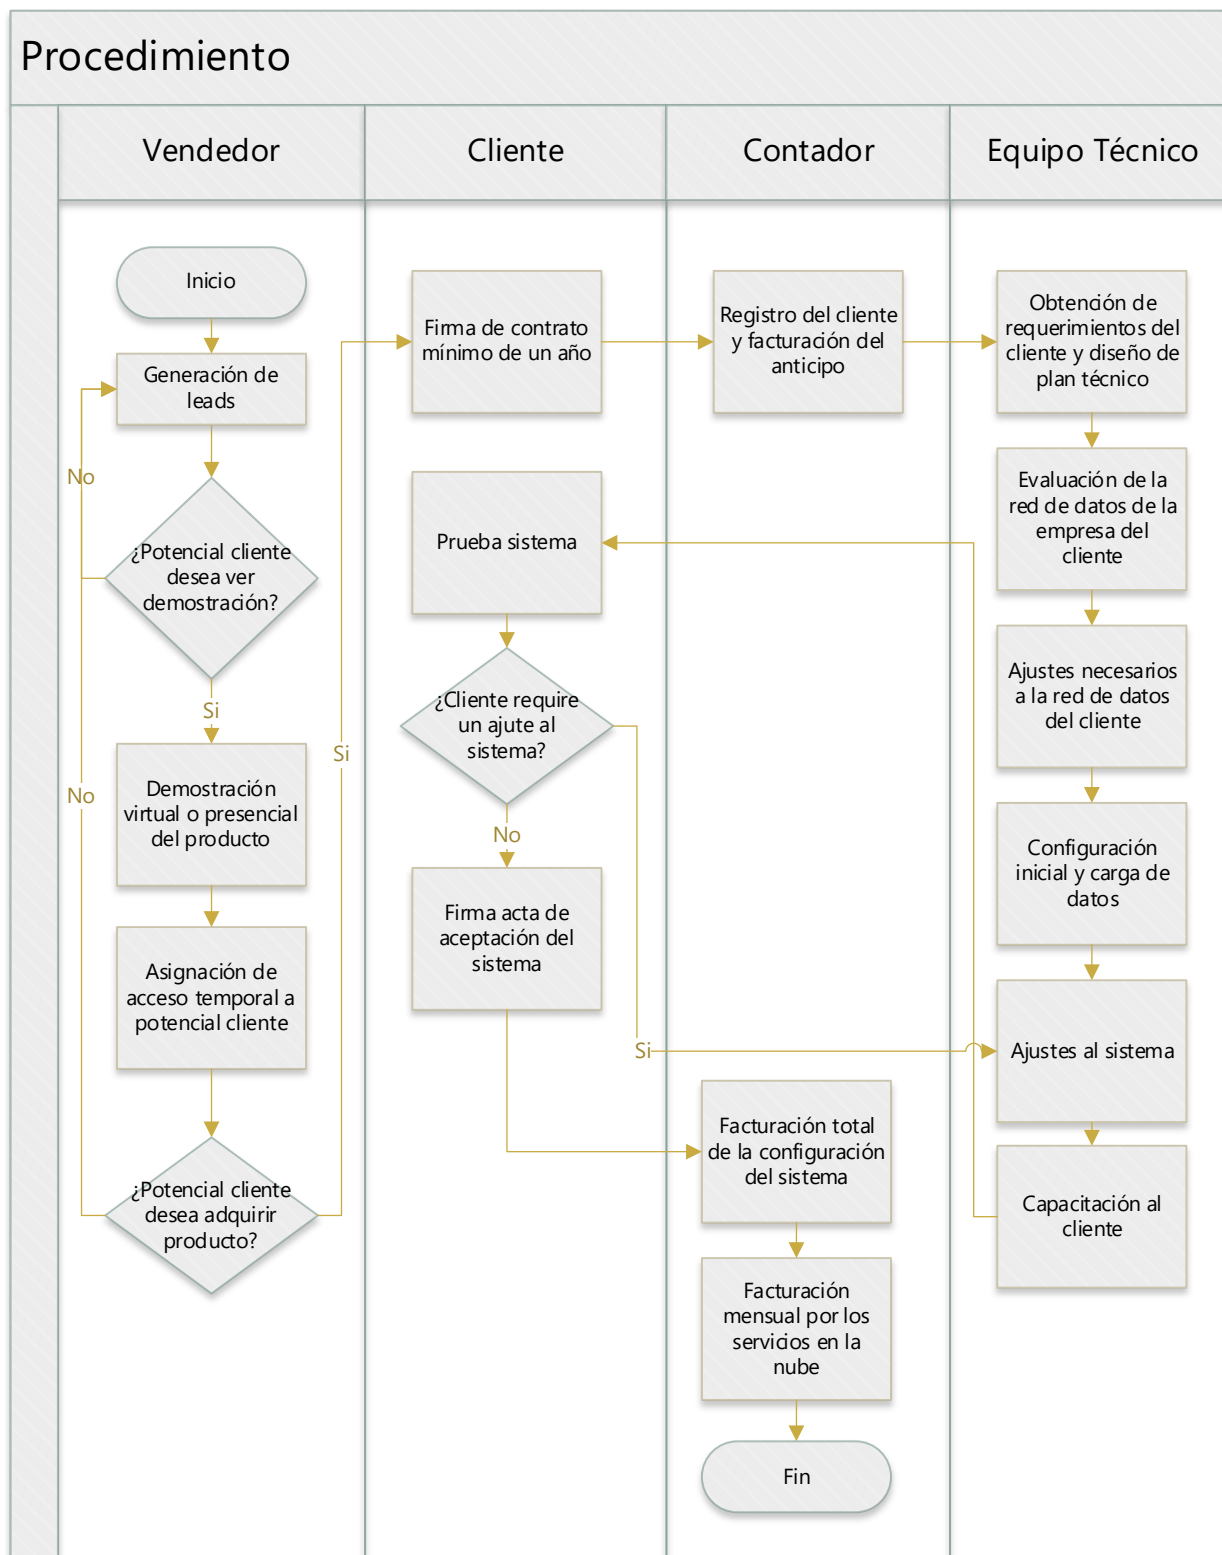 Procedimiento
Vendedor
Cliente
Contador
Equipo Técnico
Inicio
Generación de
leads
No
¿Potencial cliente
desea ver
demostración?
Si
Demostración
virtual o presencial
del producto
No
Asignación de
acceso temporal a
potencial cliente
¿Potencial cliente
desea adquirir
producto?
Si
Firma de contrato
mínimo de un año
Prueba sistema
¿Cliente require
un ajute al
sistema?
No
Firma acta de
aceptación del
sistema
Si
Registro del cliente
y facturación del
anticipo
Facturación total
de la configuración
del sistema
Facturación
mensual por los
servicios en la
nube
Fin
Obtención de
requerimientos del
cliente y diseño de
plan técnico
Evaluación de la
red de datos de la
empresa del
cliente
Ajustes necesarios
a la red de datos
del cliente
Configuración
inicial y carga de
datos
Ajustes al sistema
Capacitación al
cliente